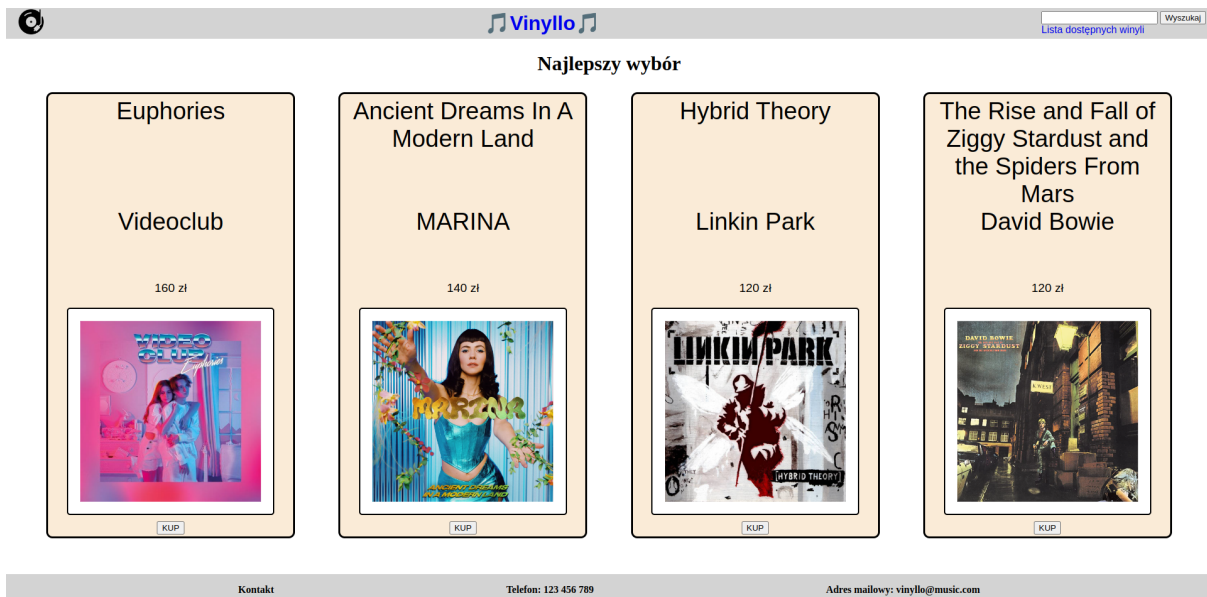 🎵Vinyllo🎵
Wyszukaj
Lista dostępnych winyli
Najlepszy wybór
Euphories
Videoclub
160 zł
VIDEO
CLUB
Euphories
KUP
Ancient Dreams In A
Modern Land
MARINA
140 zł
MARINA
ANCIENT DREAMS
IN A MODERN LAND
KUP
Hybrid Theory
Linkin Park
120 zł
LINKIN PARK
[HYBRID THEORY]
KUP
The Rise and Fall of
Ziggy Stardust and
the Spiders From
Mars
David Bowie
120 zł
DAVID BOWIE
ZIGGY STARDUST
K.WEST
KUP
Kontakt
Telefon: 123 456 789
Adres mailowy: vinyllo@music.com